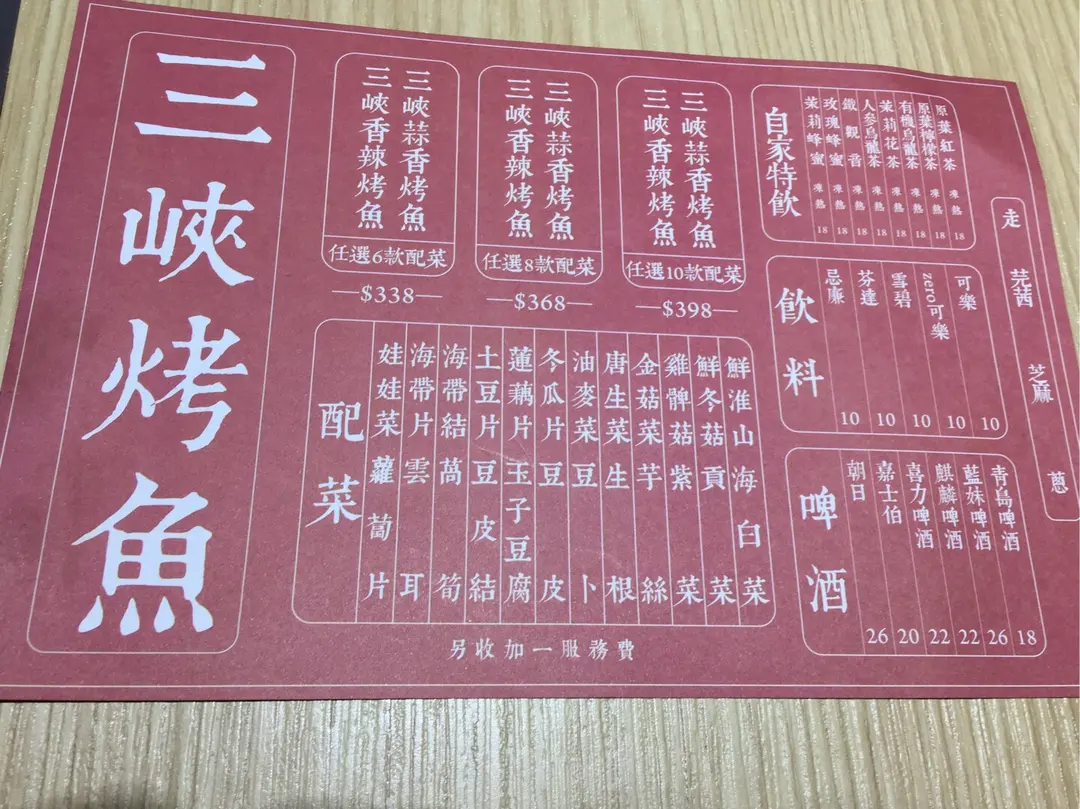 三峽烤魚
三峽蒜香烤魚
三峽香辣烤魚
任選6款配菜
$338
三峽蒜香烤魚
三峽香辣烤魚
任選8款配菜
$368
三峽蒜香烤魚
三峽香辣烤魚
任選10款配菜
$398
配菜
鮮淮山 海白菜
鮮冬菇 貢菜
雞髀菇 紫菜
金菇菜 芋絲
唐生菜 生根
油麥菜 豆卜
冬瓜片 豆皮
蓮藕片 玉子豆腐
土豆片 豆皮結
海帶結 萵筍
海帶片 雲耳
娃娃菜 蘿蔔片
另收加一服務費
自家特飲
原葉紅茶 凍熱 18
原葉檸檬茶 凍熱 18
有機烏龍茶 凍熱 18
茉莉花茶 凍熱 18
人參烏龍茶 凍熱 18
鐵觀音 凍熱 18
玫瑰蜂蜜 凍熱 18
茉莉蜂蜜 凍熱 18
飲料
可樂 10
zero可樂 10
雪碧 10
芬達 10
忌廉 10
啤酒
青島啤酒 18
藍妹啤酒 26
麒麟啤酒 22
喜力啤酒 22
嘉士伯 20
朝日 26
走 芫茜 芝麻 蔥